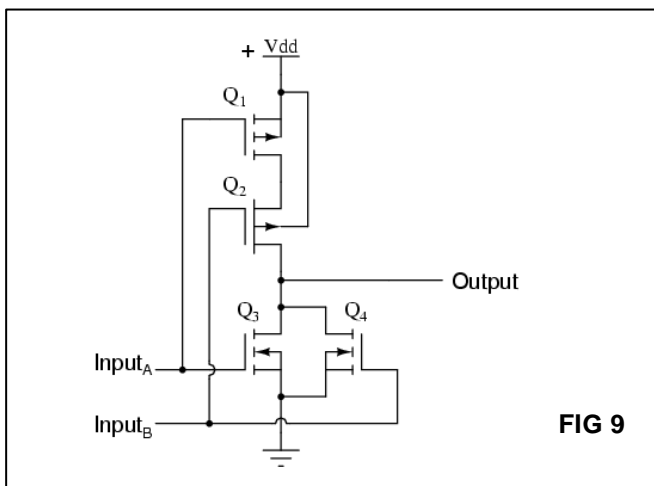 + Vdd
Q1
Q2
Output
Q3 Q4
InputA
InputB
FIG 9